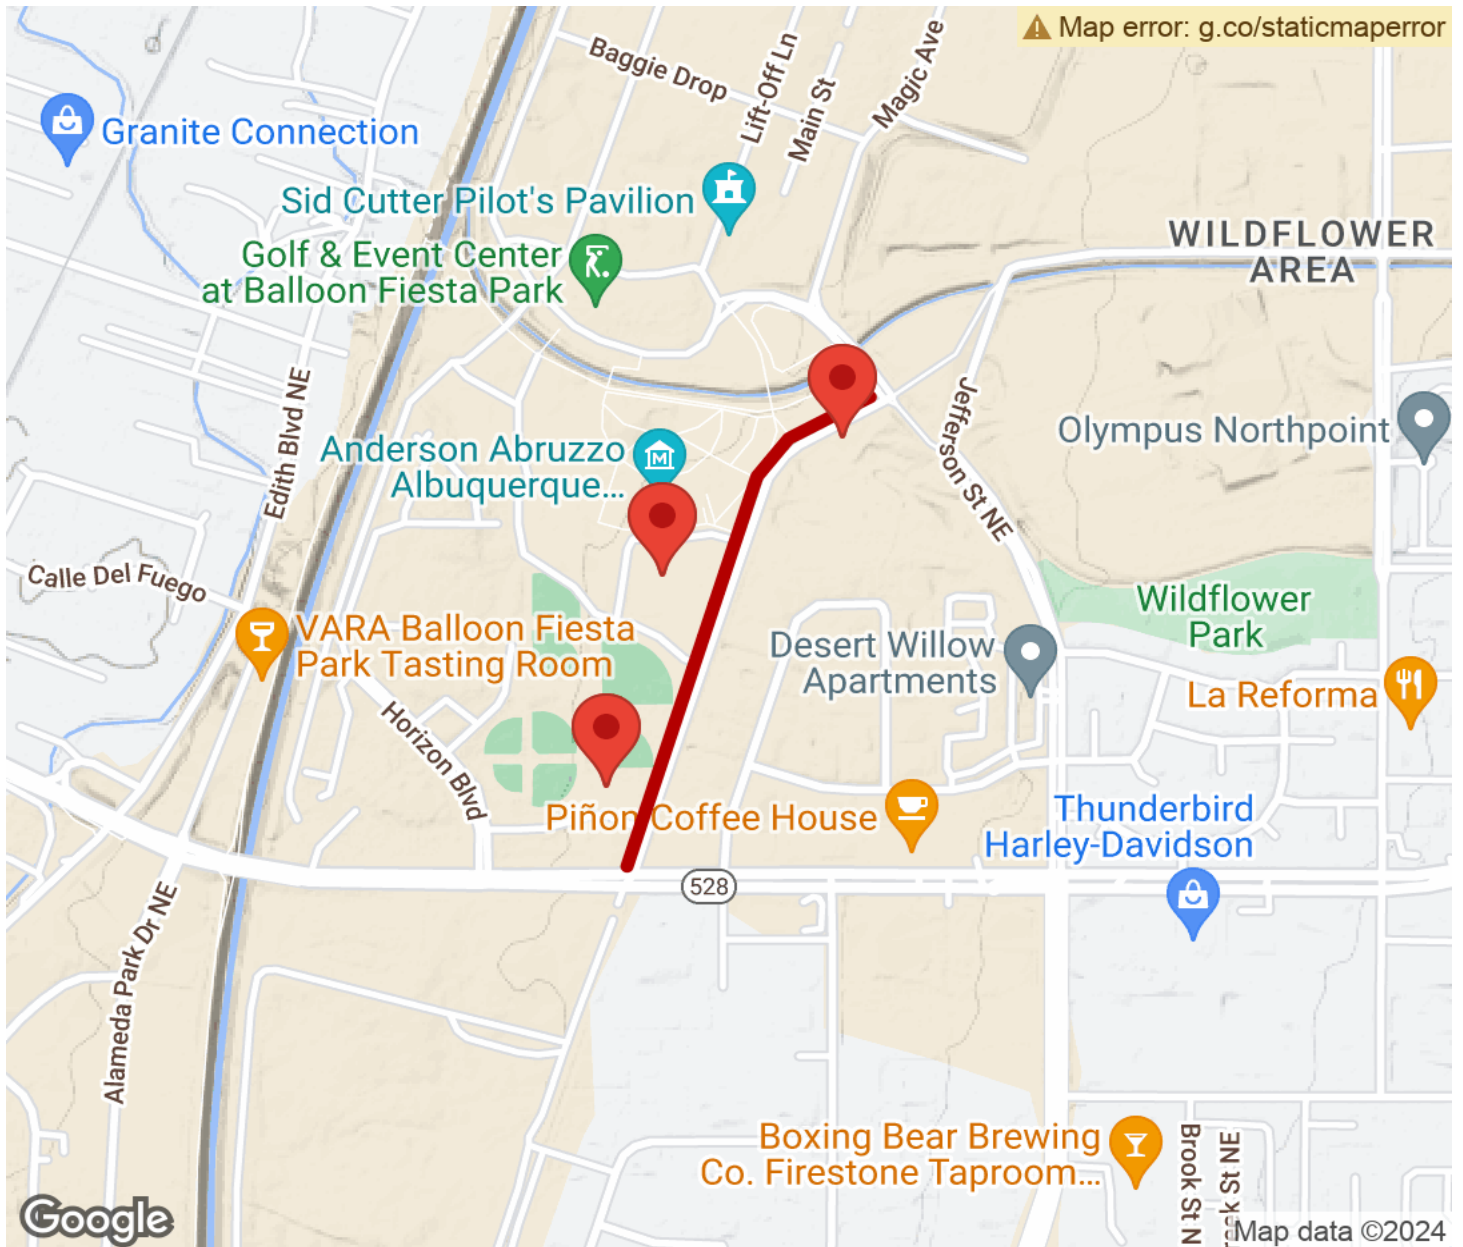 Map error: g.co/staticmaperror
Baggie Drop
Lift-Off Ln
Main St
Magic Ave
Granite Connection
Sid Cutter Pilot's Pavilion
Golf & Event Center
at Balloon Fiesta Park
WILDFLOWER
AREA
Edith Blvd NE
Jefferson St NE
Olympus Northpoint
Anderson Abruzzo
Albuquerque...
Calle Del Fuego
VARA Balloon Fiesta
Park Tasting Room
Wildflower
Park
Desert Willow
Apartments
La Reforma
Horizon Blvd
Piñon Coffee House
Thunderbird
Harley-Davidson
528
Alameda Park Dr NE
Boxing Bear Brewing
Co. Firestone Taproom...
Brook St N
St NE
Google
Map data ©2024